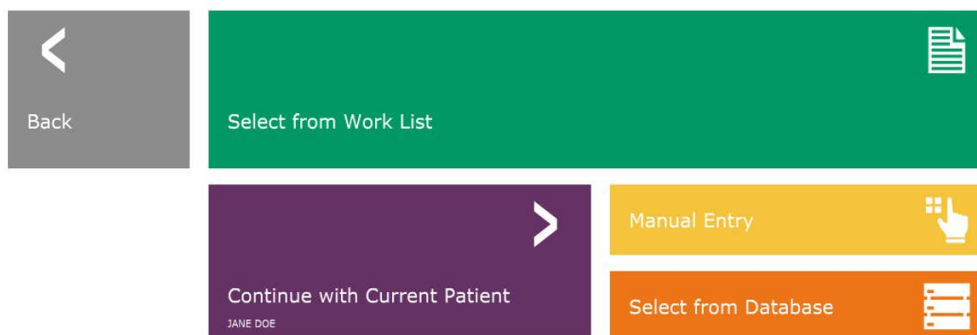 Back
Select from Work List
Manual Entry
Continue with Current Patient
JANE DOE
Select from Database